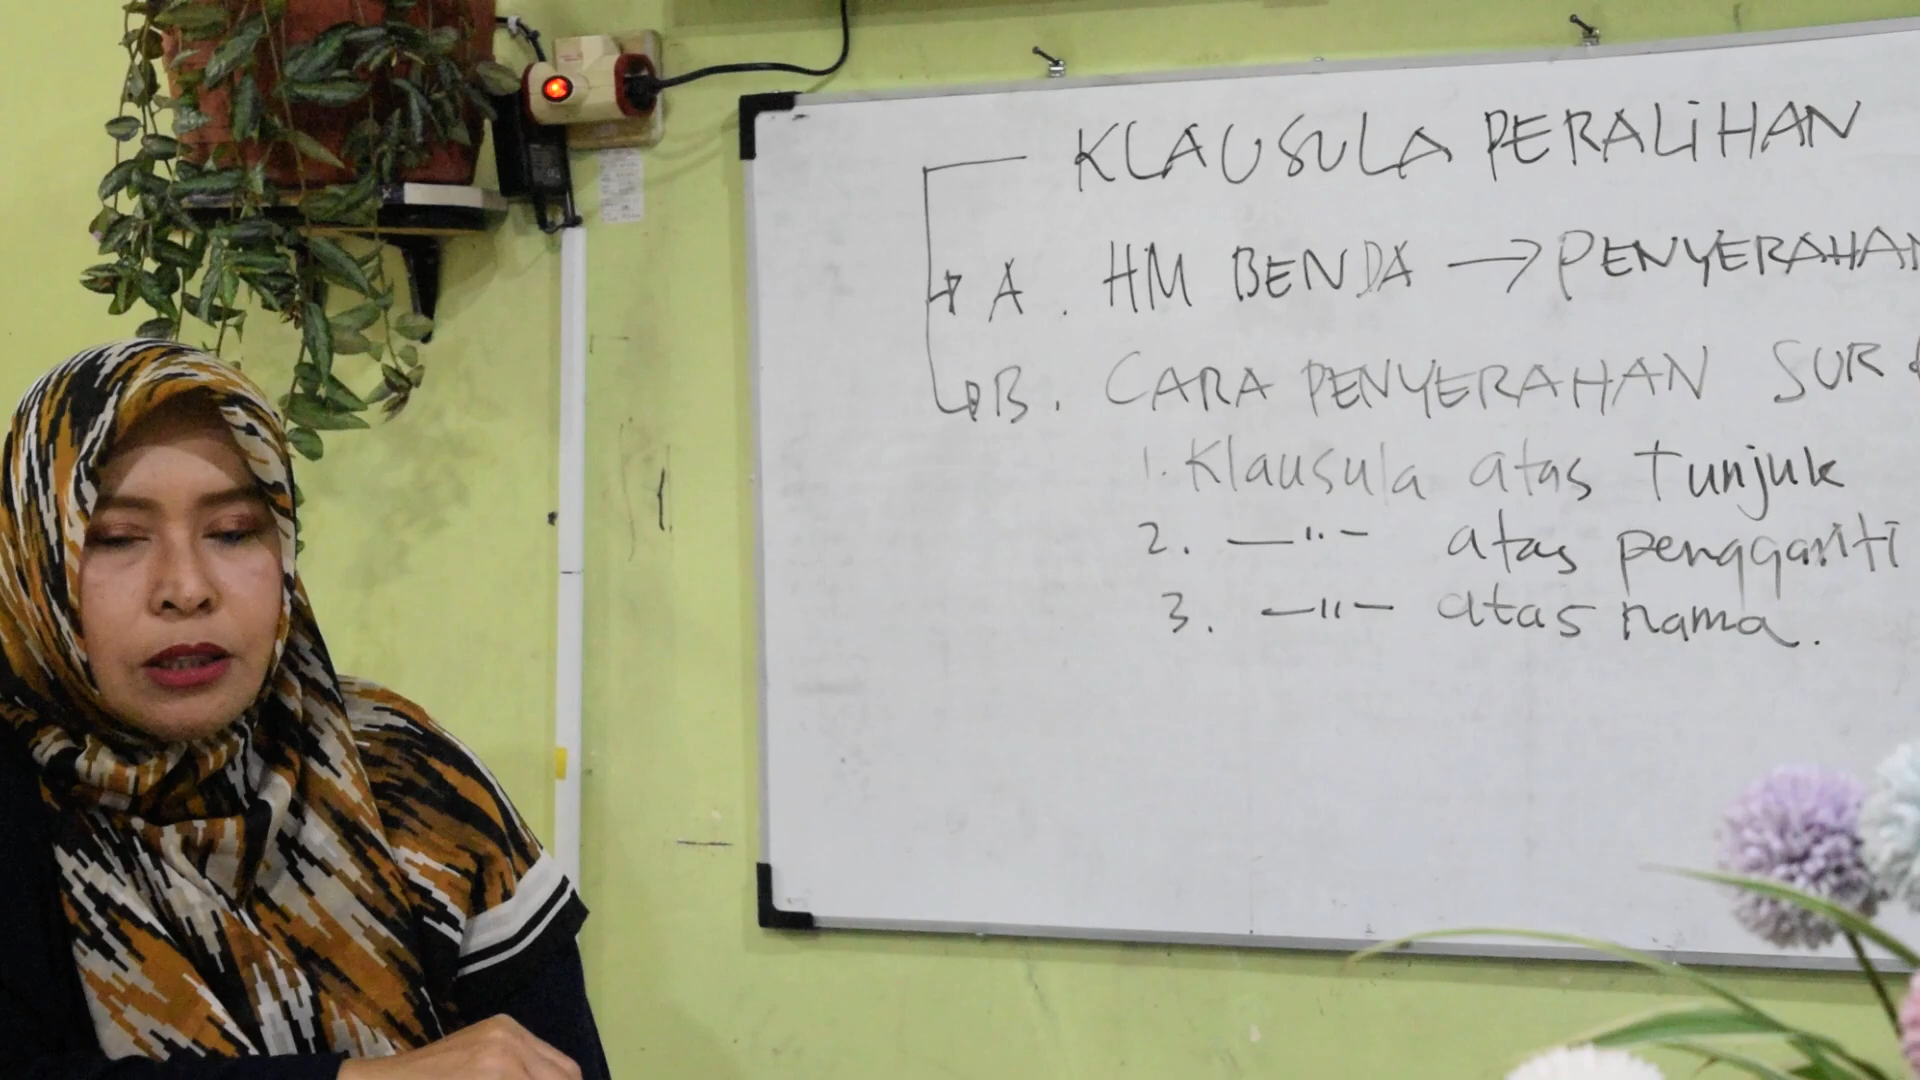 KLAUSULA PERALiHAN
A. HM BENDA → PENYERAHAN
B. CARA PENYERAHAN SUR
1. Klausula atas Tunjuk
2. —"– atas pengganti
3. —"— atas nama.